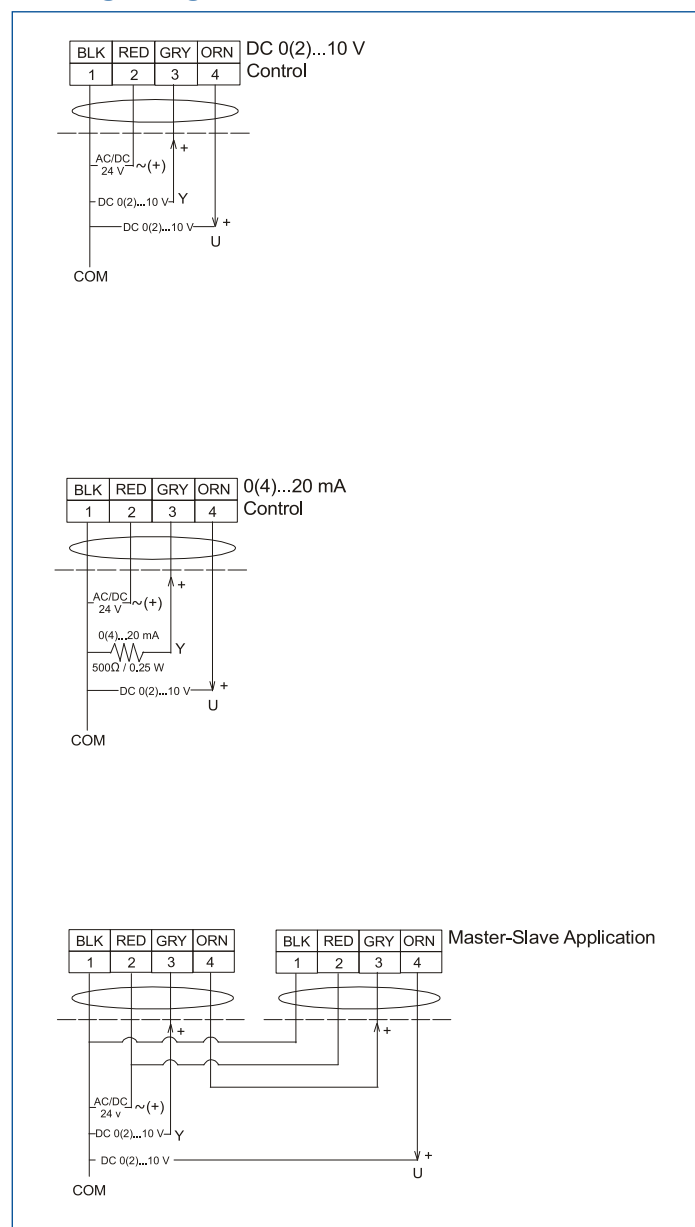 BLK RED GRY ORN DC 0(2)...10 V
1 2 3 4 Control
+
AC/DC
24 V ~(+)
DC 0(2)...10 V Y
DC 0(2)...10 V +
U
COM
BLK RED GRY ORN 0(4)...20 mA
1 2 3 4 Control
+
AC/DC
24 V ~(+)
0(4)...20 mA
Y
500Ω / 0.25 W
DC 0(2)...10 V +
U
COM
BLK RED GRY ORN BLK RED GRY ORN Master-Slave Application
1 2 3 4 1 2 3 4
+ +
AC/DC
24 v ~(+)
DC 0(2)...10 V Y
DC 0(2)...10 V +
U
COM